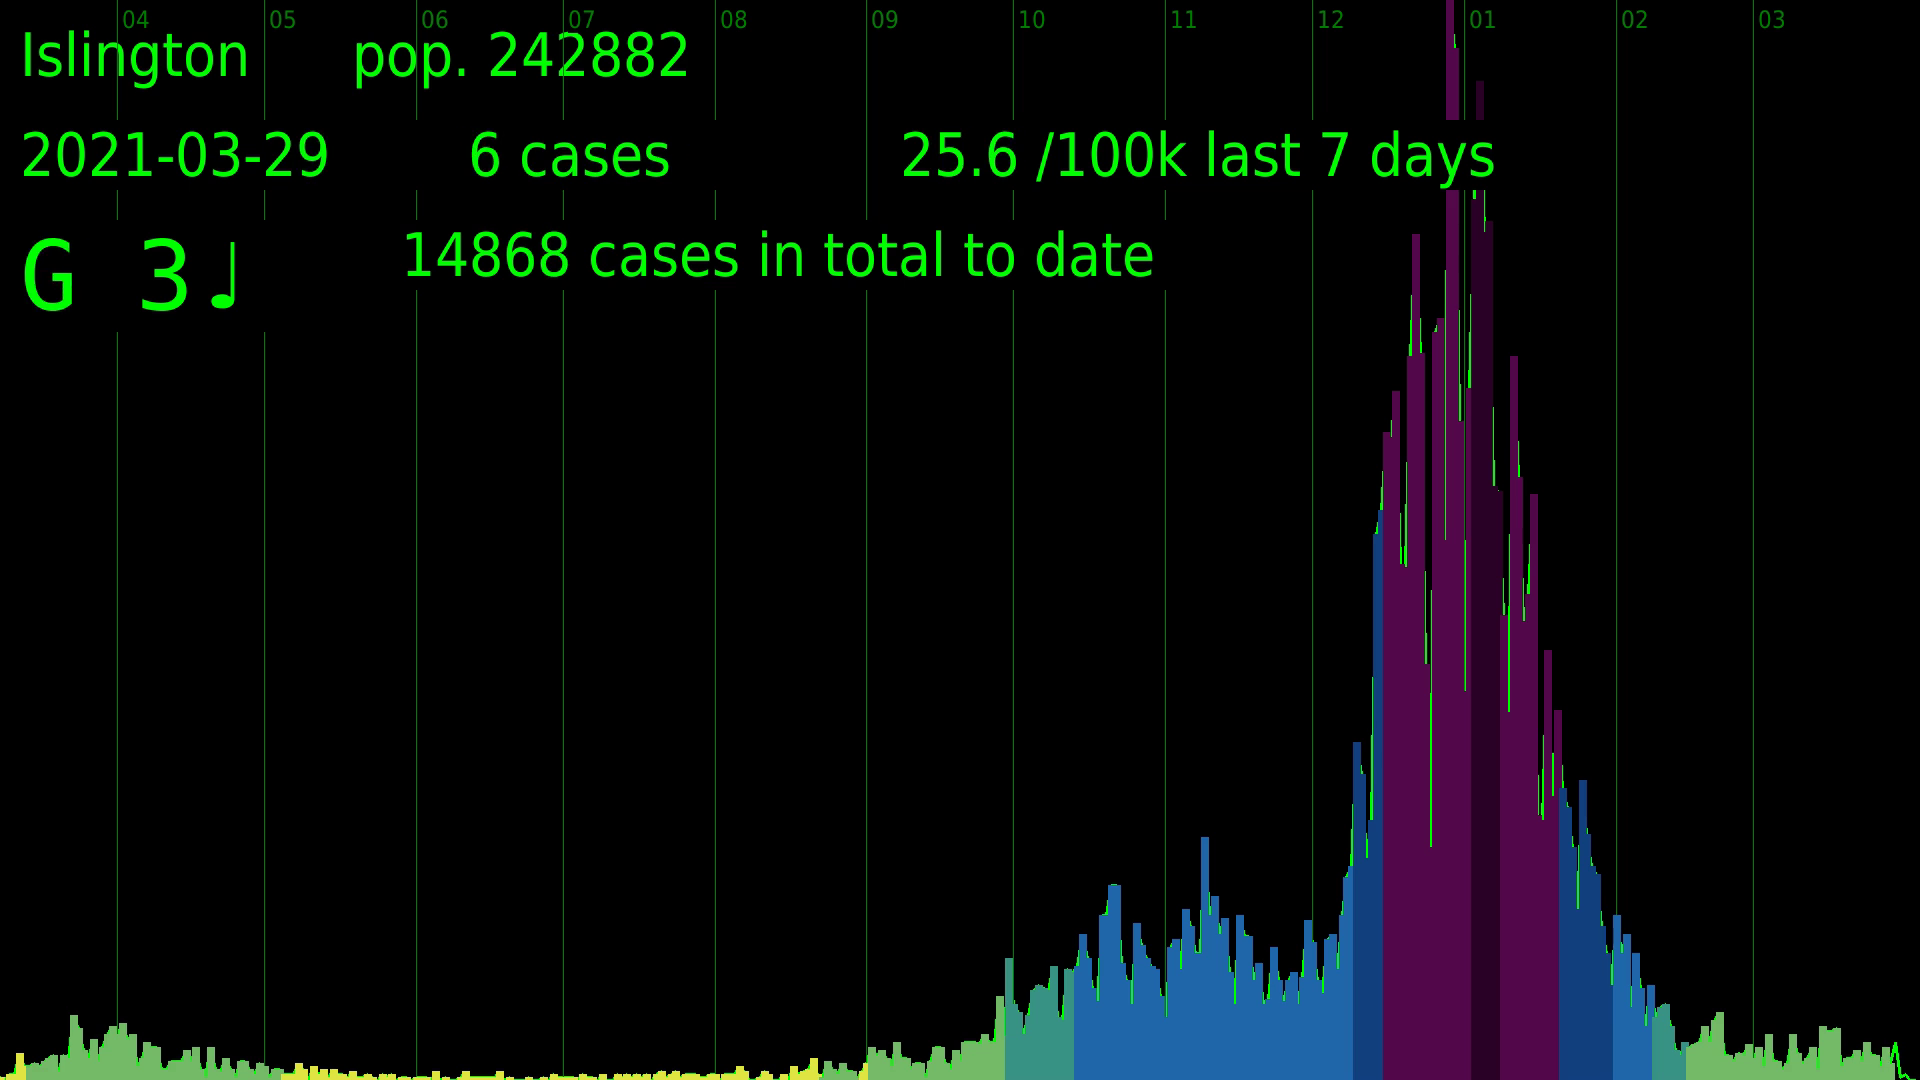 04 05 06 07 08 09 10 11 12 01 02 03
Islington pop. 242882
2021-03-29 6 cases 25.6 /100k last 7 days
G 3♩ 14868 cases in total to date